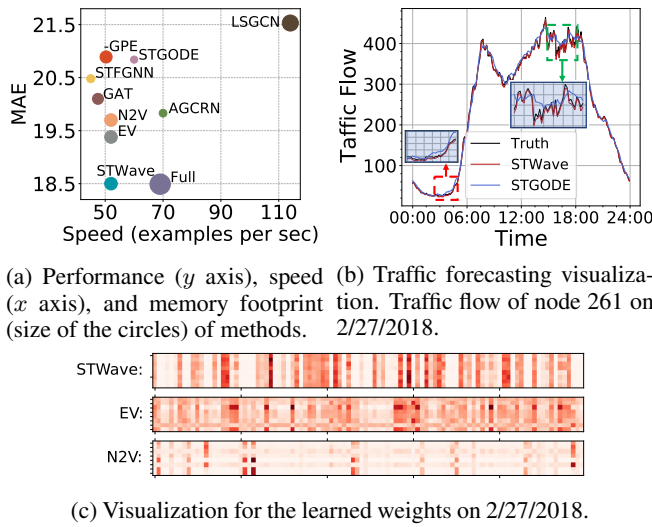 21.5
20.5
19.5
18.5
MAE
LSGCN
-GPE
STGODE
STFGNN
GAT
N2V
AGCRN
EV
STWave
Full
50
70
90
110
Speed (examples per sec)
400
300
200
100
Taffic Flow
Truth
STWave
STGODE
00:00
06:00
12:00
18:00
24:00
Time
(a) Performance (y axis), speed
(x axis), and memory footprint
(size of the circles) of methods.
(b) Traffic forecasting visualiza-
tion. Traffic flow of node 261 on
2/27/2018.
STWave:
EV:
N2V:
(c) Visualization for the learned weights on 2/27/2018.